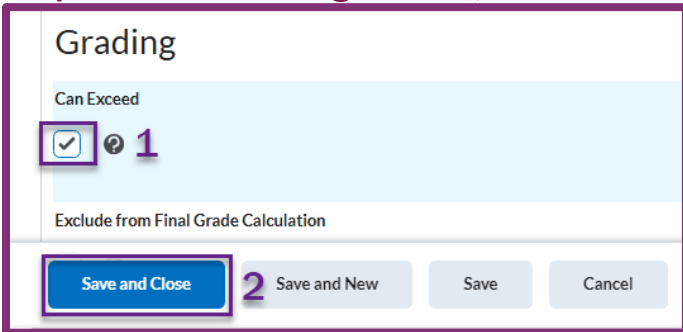 Grading
Can Exceed
1
Exclude from Final Grade Calculation
Save and Close 2 Save and New Save Cancel